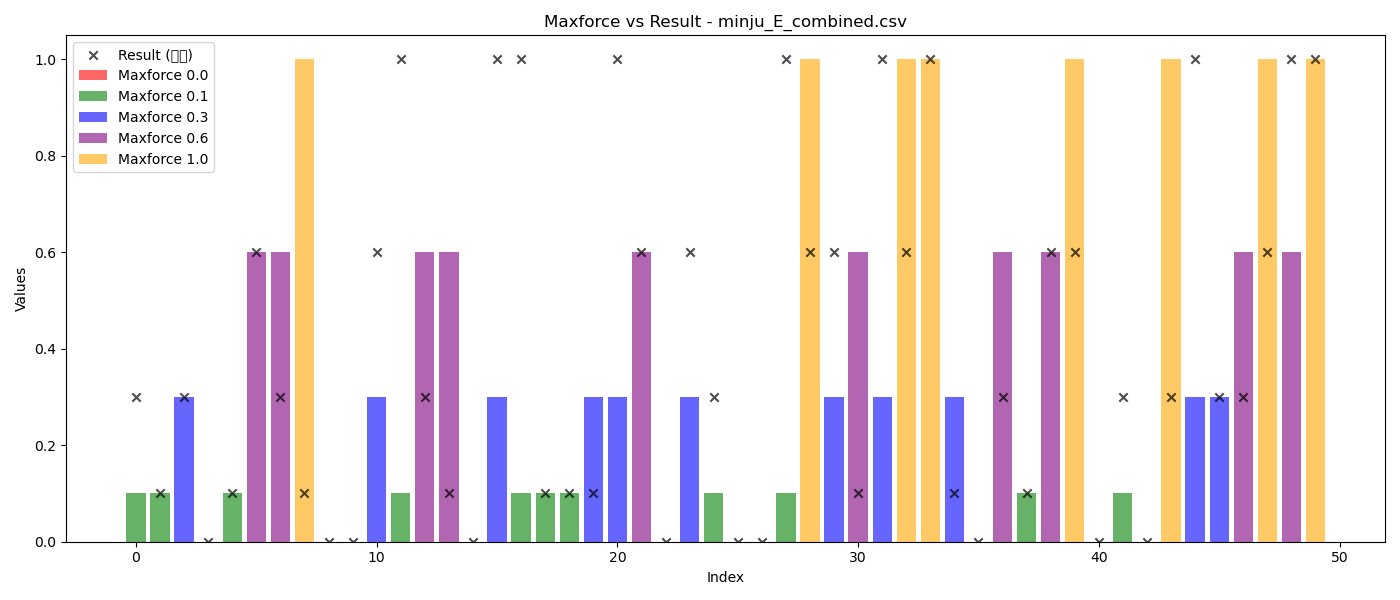 Maxforce vs Result - minju_E_combined.csv
Result (
Maxforce 0.0
Maxforce 0.1
Maxforce 0.3
Maxforce 0.6
Maxforce 1.0
Values
1.0
0.8
0.6
0.4
0.2
0.0
0 10 20 30 40 50
Index